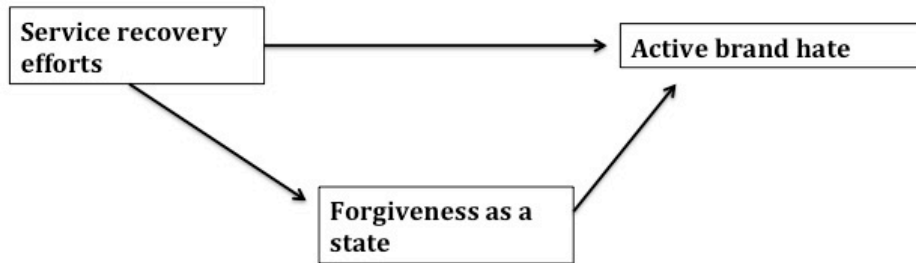 Service recovery
efforts
Active brand hate
Forgiveness as a
state